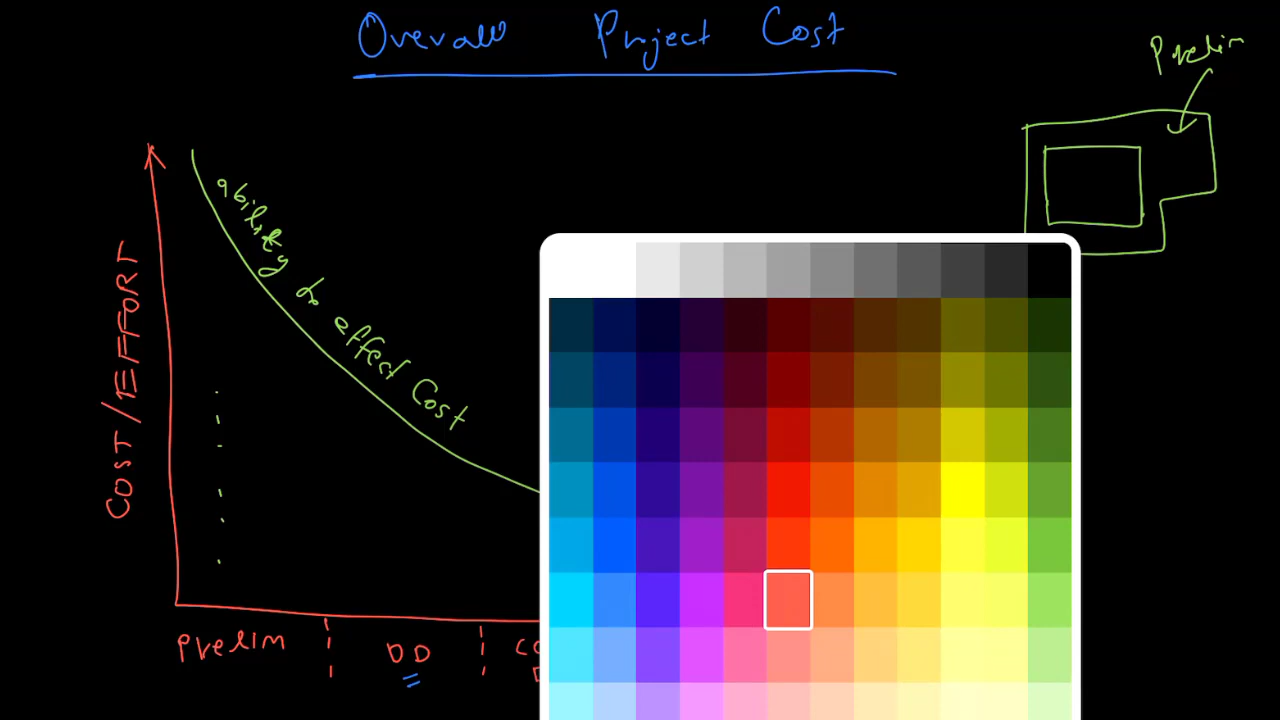 Overall Project Cost
Prelim
ability to effect Cost
COST / EFFORT
Prelim
DD